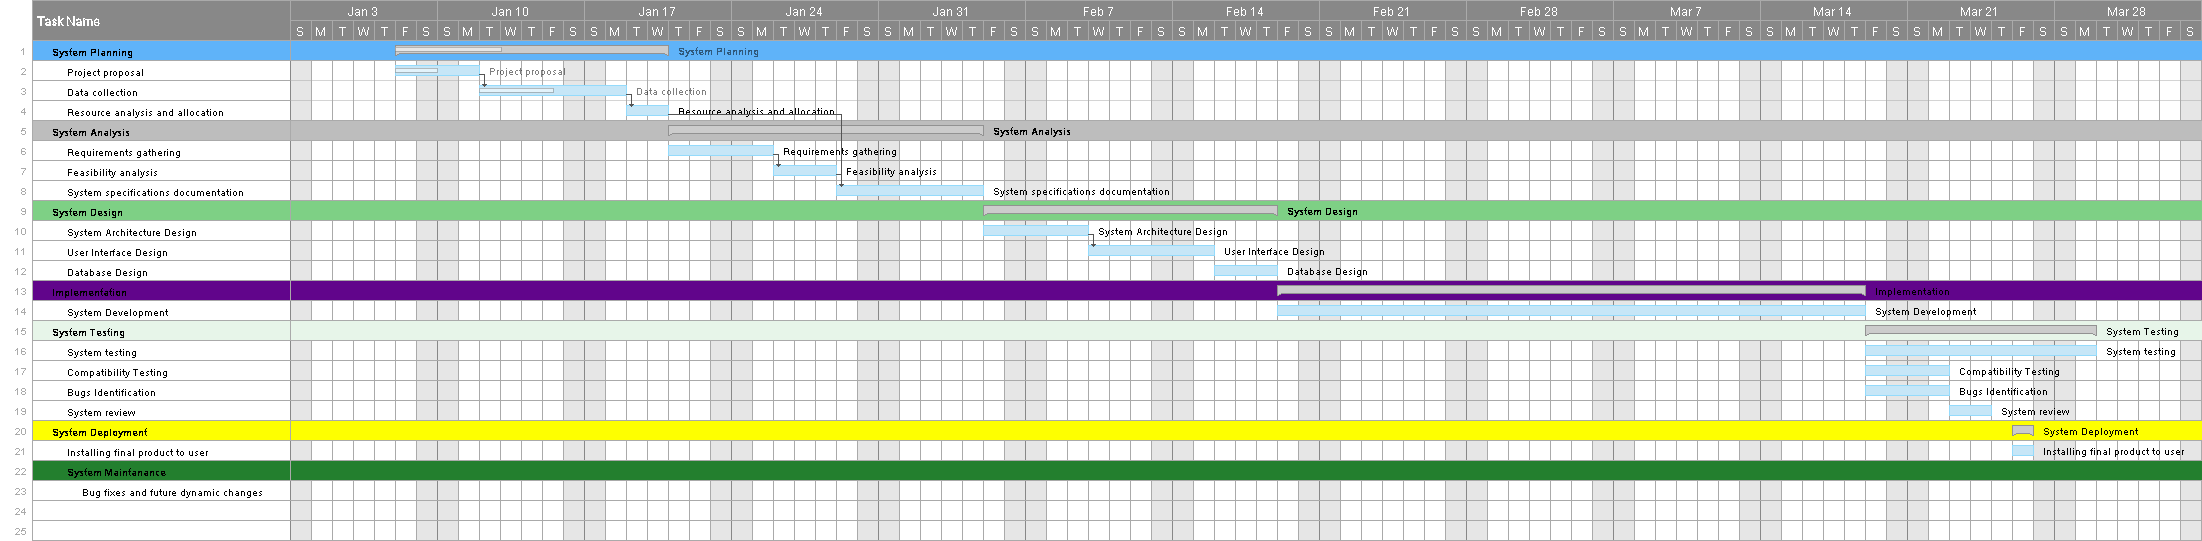 Task Name
Jan 3 Jan 10 Jan 17 Jan 24 Jan 31 Feb 7 Feb 14 Feb 21 Feb 28 Mar 7 Mar 14 Mar 21 Mar 28
S M T W T F S S M T W T F S S M T W T F S S M T W T F S S M T W T F S S M T W T F S S M T W T F S S M T W T F S S M T W T F S S M T W T F S S M T W T F S S M T W T F S S M T W T F S
1 System Planning System Planning
2 Project proposal Project proposal
3 Data collection Data collection
4 Resource analysis and allocation Resource analysis and allocation
5 System Analysis System Analysis
6 Requirements gathering Requirements gathering
7 Feasibility analysis Feasibility analysis
8 System specifications documentation System specifications documentation
9 System Design System Design
10 System Architecture Design System Architecture Design
11 User Interface Design User Interface Design
12 Database Design Database Design
13 Implementation Implementation
14 System Development System Development
15 System Testing System Testing
16 System testing System testing
17 Compatibility Testing Compatibility Testing
18 Bugs Identification Bugs Identification
19 System review System review
20 System Deployment System Deployment
21 Installing final product to user Installing final product to user
22 System Maintanance
23 Bug fixes and future dynamic changes
24
25